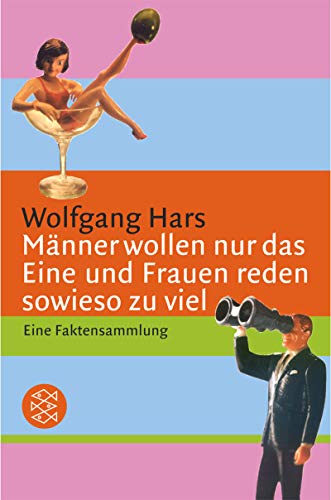 Wolfgang Hars
Männer wollen nur das
Eine und Frauen reden
sowieso zu viel
Eine Faktensammlung